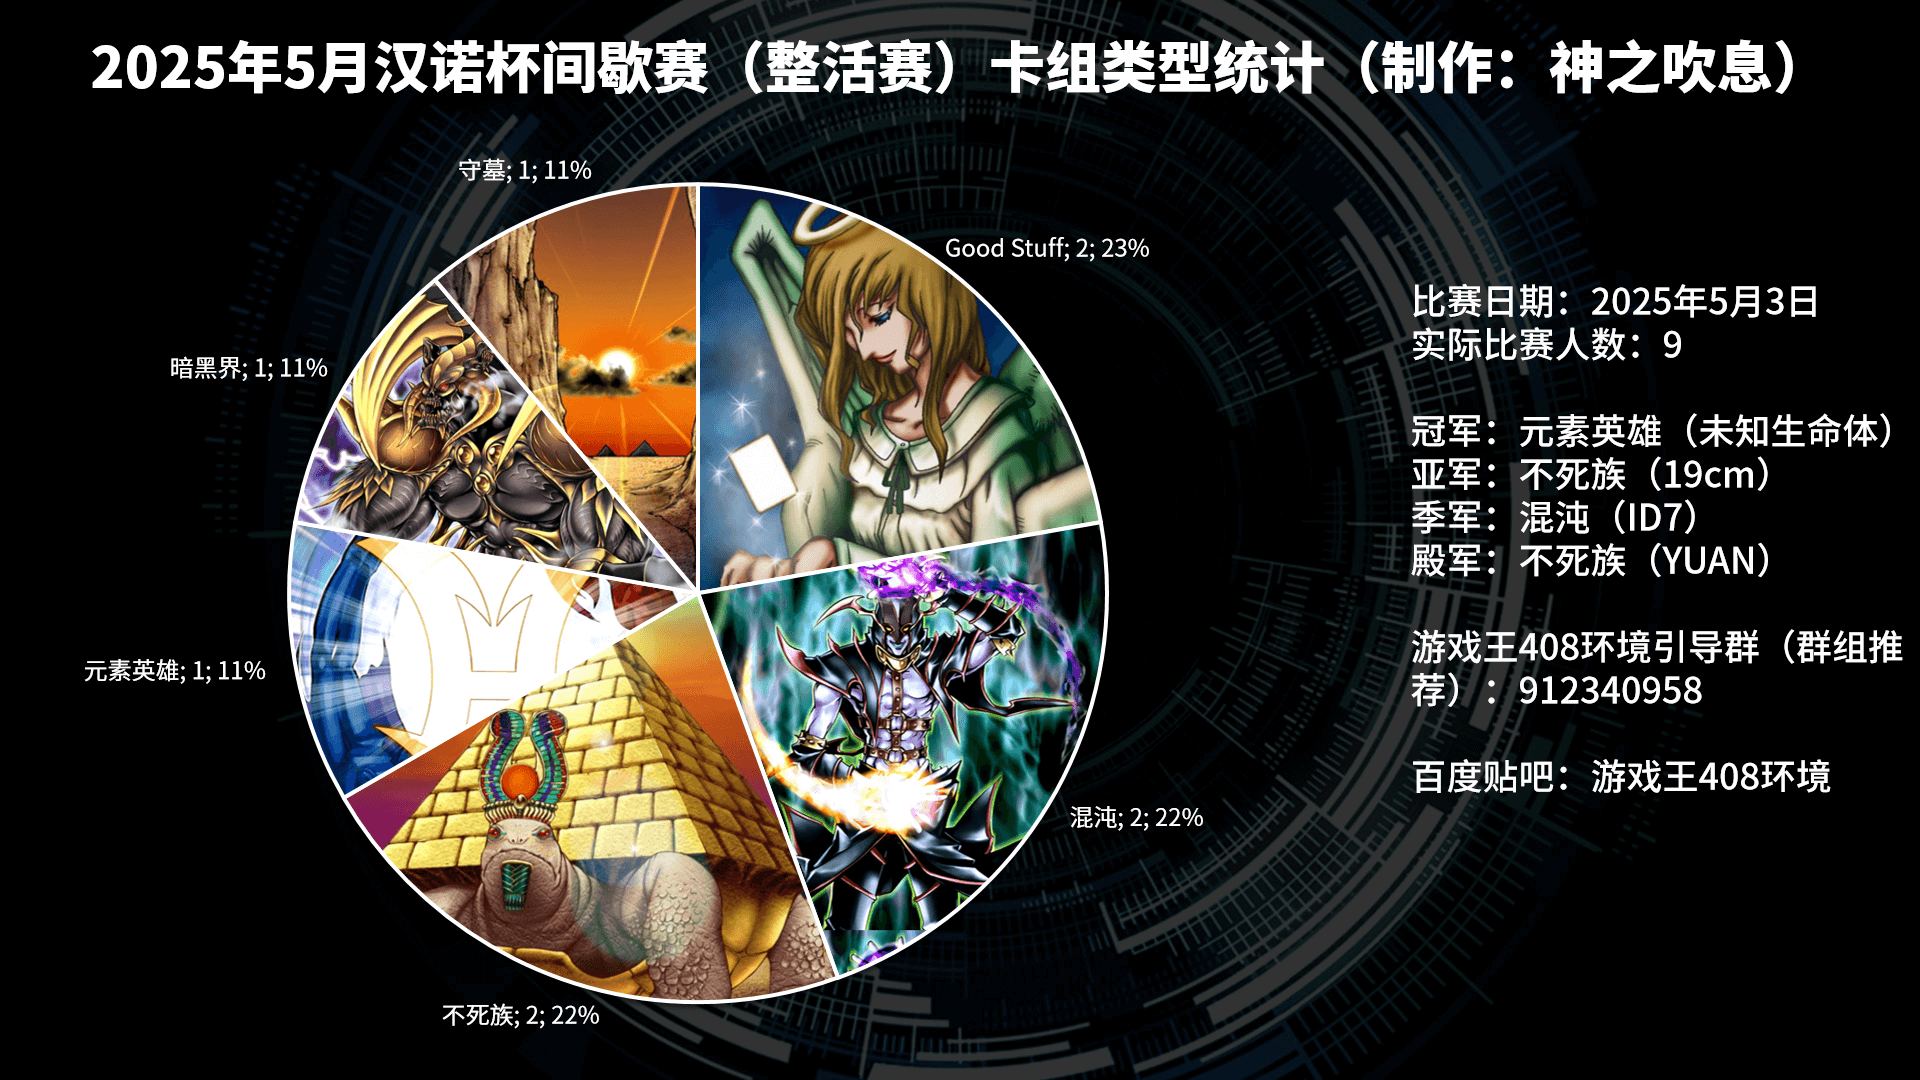 2025年5月汉诺杯间歇赛（整活赛）卡组类型统计（制作：神之吹息）
守墓; 1; 11%
Good Stuff; 2; 23%
暗黑界; 1; 11%
元素英雄; 1; 11%
混沌; 2; 22%
不死族; 2; 22%
比赛日期：2025年5月3日
实际比赛人数：9
冠军：元素英雄（未知生命体）
亚军：不死族（19cm）
季军：混沌（ID7）
殿军：不死族（YUAN）
游戏王408环境引导群（群组推
荐）：912340958
百度贴吧：游戏王408环境